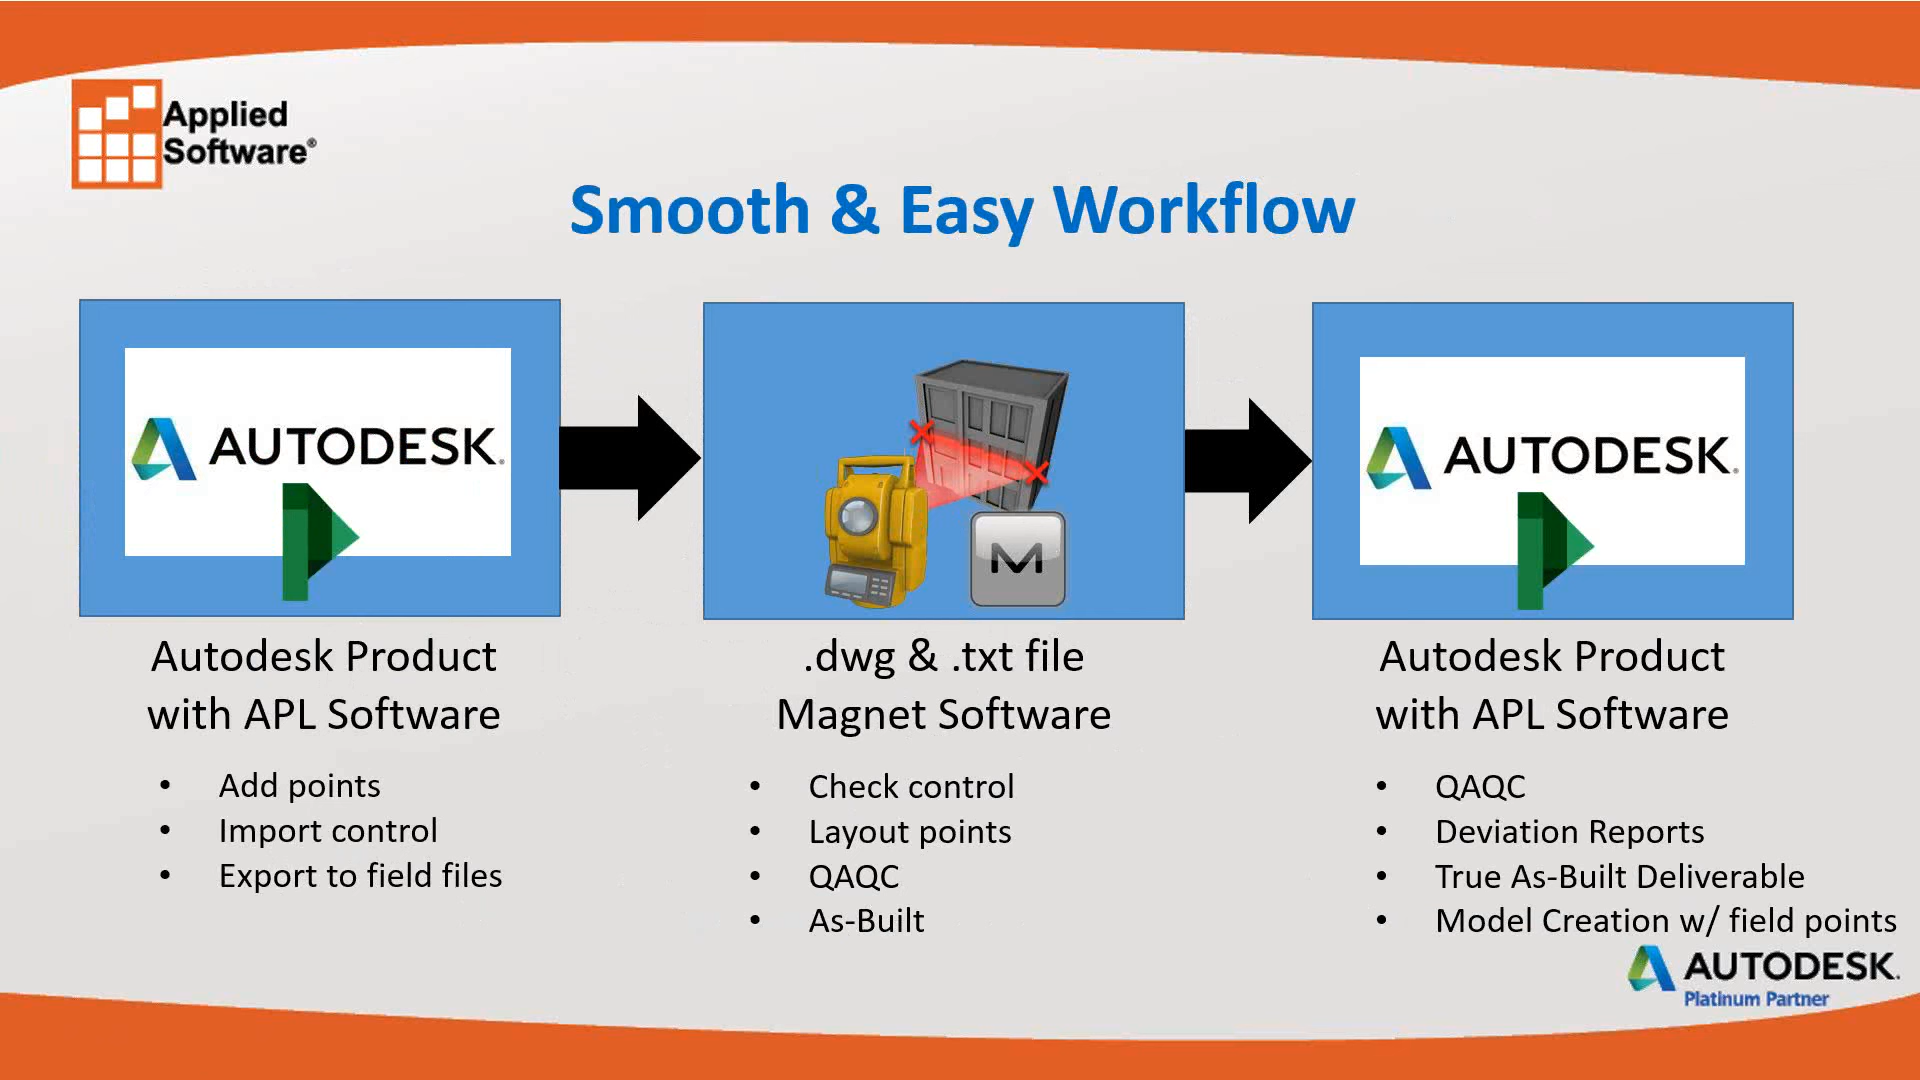 Applied
Software®
Smooth & Easy Workflow
AUTODESK.
M
AUTODESK.
Autodesk Product
with APL Software
• Add points
• Import control
• Export to field files
.dwg & .txt file
Magnet Software
• Check control
• Layout points
• QAQC
• As-Built
Autodesk Product
with APL Software
• QAQC
• Deviation Reports
• True As-Built Deliverable
• Model Creation w/ field points
AUTODESK.
Platinum Partner